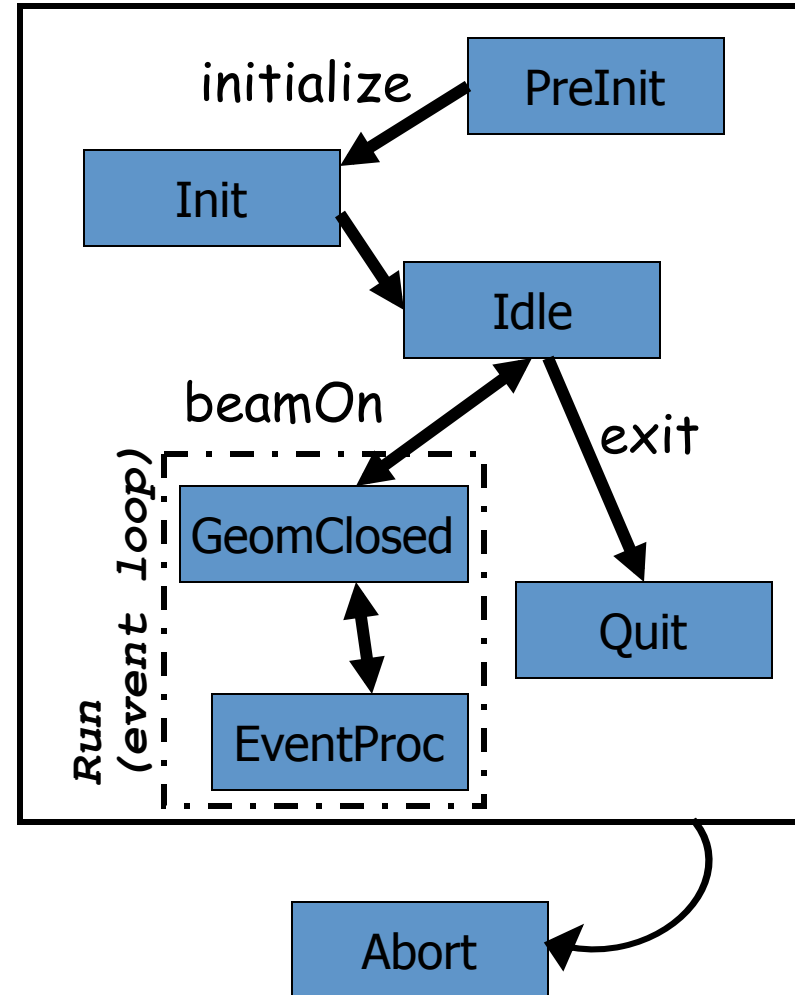 PreInit
initialize
Init
Idle
beamOn
exit
Run
(event loop)
GeomClosed
Quit
EventProc
Abort